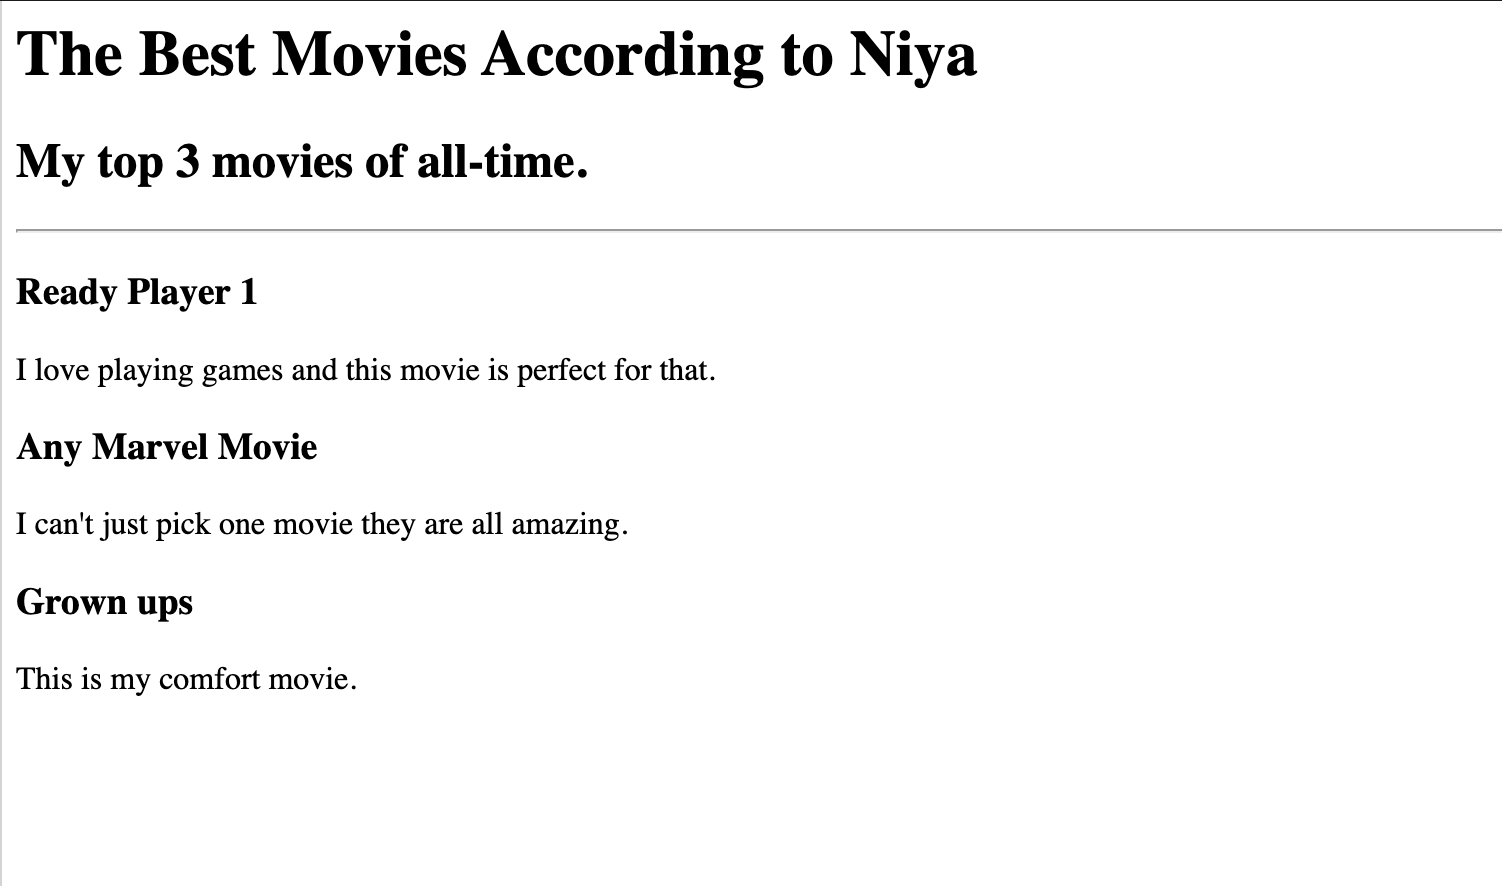 The Best Movies According to Niya
My top 3 movies of all-time.
Ready Player 1
I love playing games and this movie is perfect for that.
Any Marvel Movie
I can't just pick one movie they are all amazing.
Grown ups
This is my comfort movie.